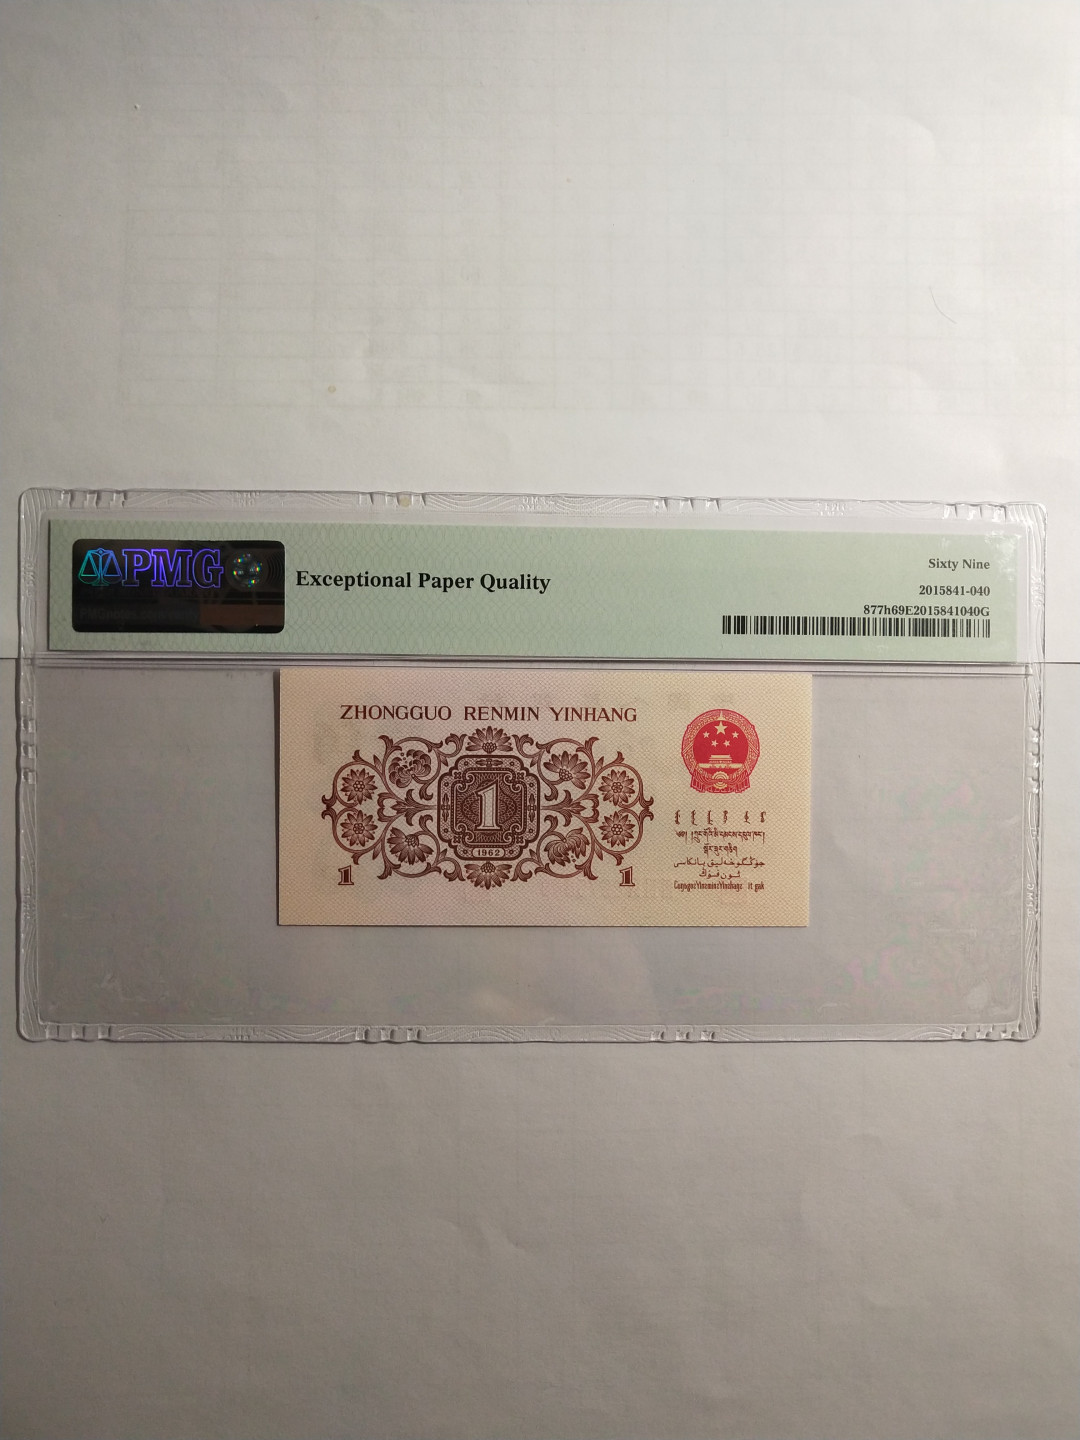 PMG
Exceptional Paper Quality
Sixty Nine
2015841-040
877h69E2015841040G
ZHONGGUO RENMIN YINHANG
1
1962
1
1